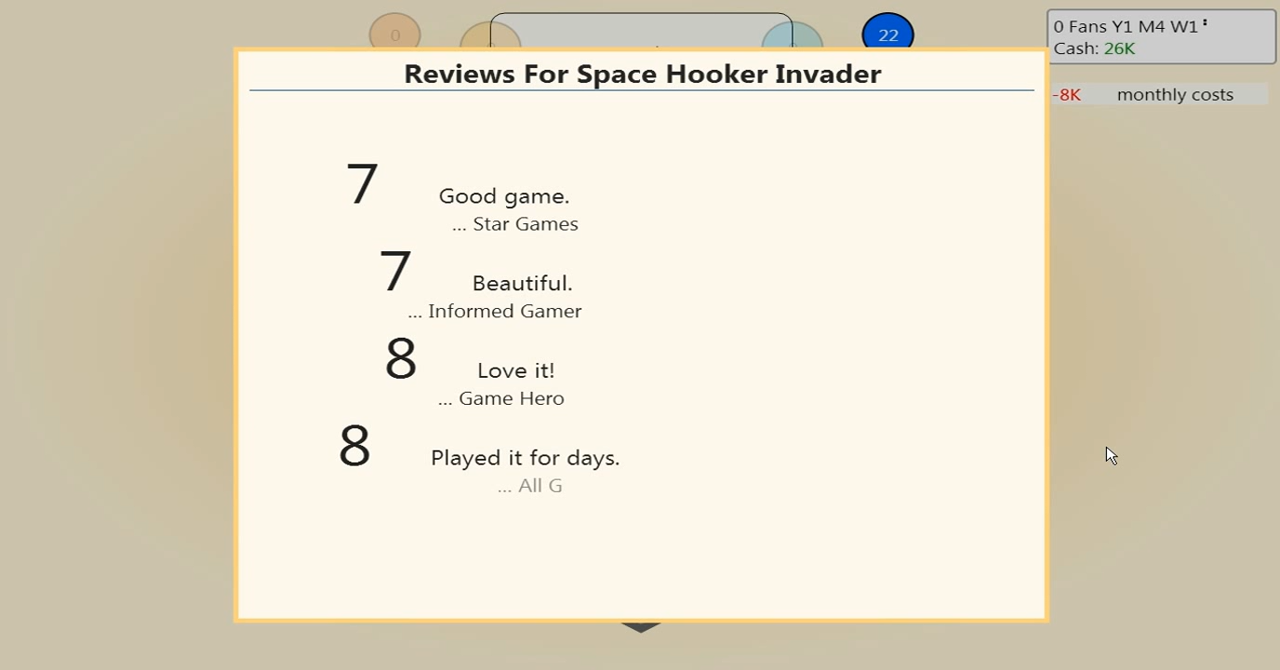 0
22
0 Fans Y1 M4 W1
Cash: 26K
-8K monthly costs
Reviews For Space Hooker Invader
7 Good game.
... Star Games
7 Beautiful.
... Informed Gamer
8 Love it!
... Game Hero
8 Played it for days.
... All G